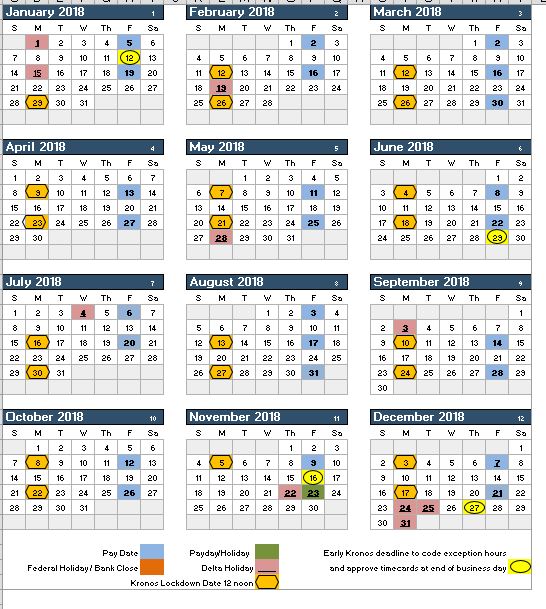 January 2018 1
S M T W Th F Sa
1 2 3 4 5 6
7 8 9 10 11 12 13
14 15 16 17 18 19 20
21 22 23 24 25 26 27
28 29 30 31
February 2018 2
S M T W Th F Sa
1 2 3
4 5 6 7 8 9 10
11 12 13 14 15 16 17
18 19 20 21 22 23 24
25 26 27 28
March 2018 3
S M T W Th F Sa
1 2 3
4 5 6 7 8 9 10
11 12 13 14 15 16 17
18 19 20 21 22 23 24
25 26 27 28 29 30 31
April 2018 4
S M T W Th F Sa
1 2 3 4 5 6 7
8 9 10 11 12 13 14
15 16 17 18 19 20 21
22 23 24 25 26 27 28
29 30
May 2018 5
S M T W Th F Sa
1 2 3 4 5
6 7 8 9 10 11 12
13 14 15 16 17 18 19
20 21 22 23 24 25 26
27 28 29 30 31
June 2018 6
S M T W Th F Sa
1 2
3 4 5 6 7 8 9
10 11 12 13 14 15 16
17 18 19 20 21 22 23
24 25 26 27 28 29 30
July 2018 7
S M T W Th F Sa
1 2 3 4 5 6 7
8 9 10 11 12 13 14
15 16 17 18 19 20 21
22 23 24 25 26 27 28
29 30 31
August 2018 8
S M T W Th F Sa
1 2 3 4
5 6 7 8 9 10 11
12 13 14 15 16 17 18
19 20 21 22 23 24 25
26 27 28 29 30 31
September 2018 9
S M T W Th F Sa
1
2 3 4 5 6 7 8
9 10 11 12 13 14 15
16 17 18 19 20 21 22
23 24 25 26 27 28 29
30
October 2018 10
S M T W Th F Sa
1 2 3 4 5 6
7 8 9 10 11 12 13
14 15 16 17 18 19 20
21 22 23 24 25 26 27
28 29 30 31
November 2018 11
S M T W Th F Sa
1 2 3
4 5 6 7 8 9 10
11 12 13 14 15 16 17
18 19 20 21 22 23 24
25 26 27 28 29 30
December 2018 12
S M T W Th F Sa
1
2 3 4 5 6 7 8
9 10 11 12 13 14 15
16 17 18 19 20 21 22
23 24 25 26 27 28 29
30 31
Pay Date Payday/Holiday Early Kronos deadline to code exception hours
Federal Holiday/ Bank Close Delta Holiday and approve timecards at end of business day
Kronos Lockdown Date 12 noon